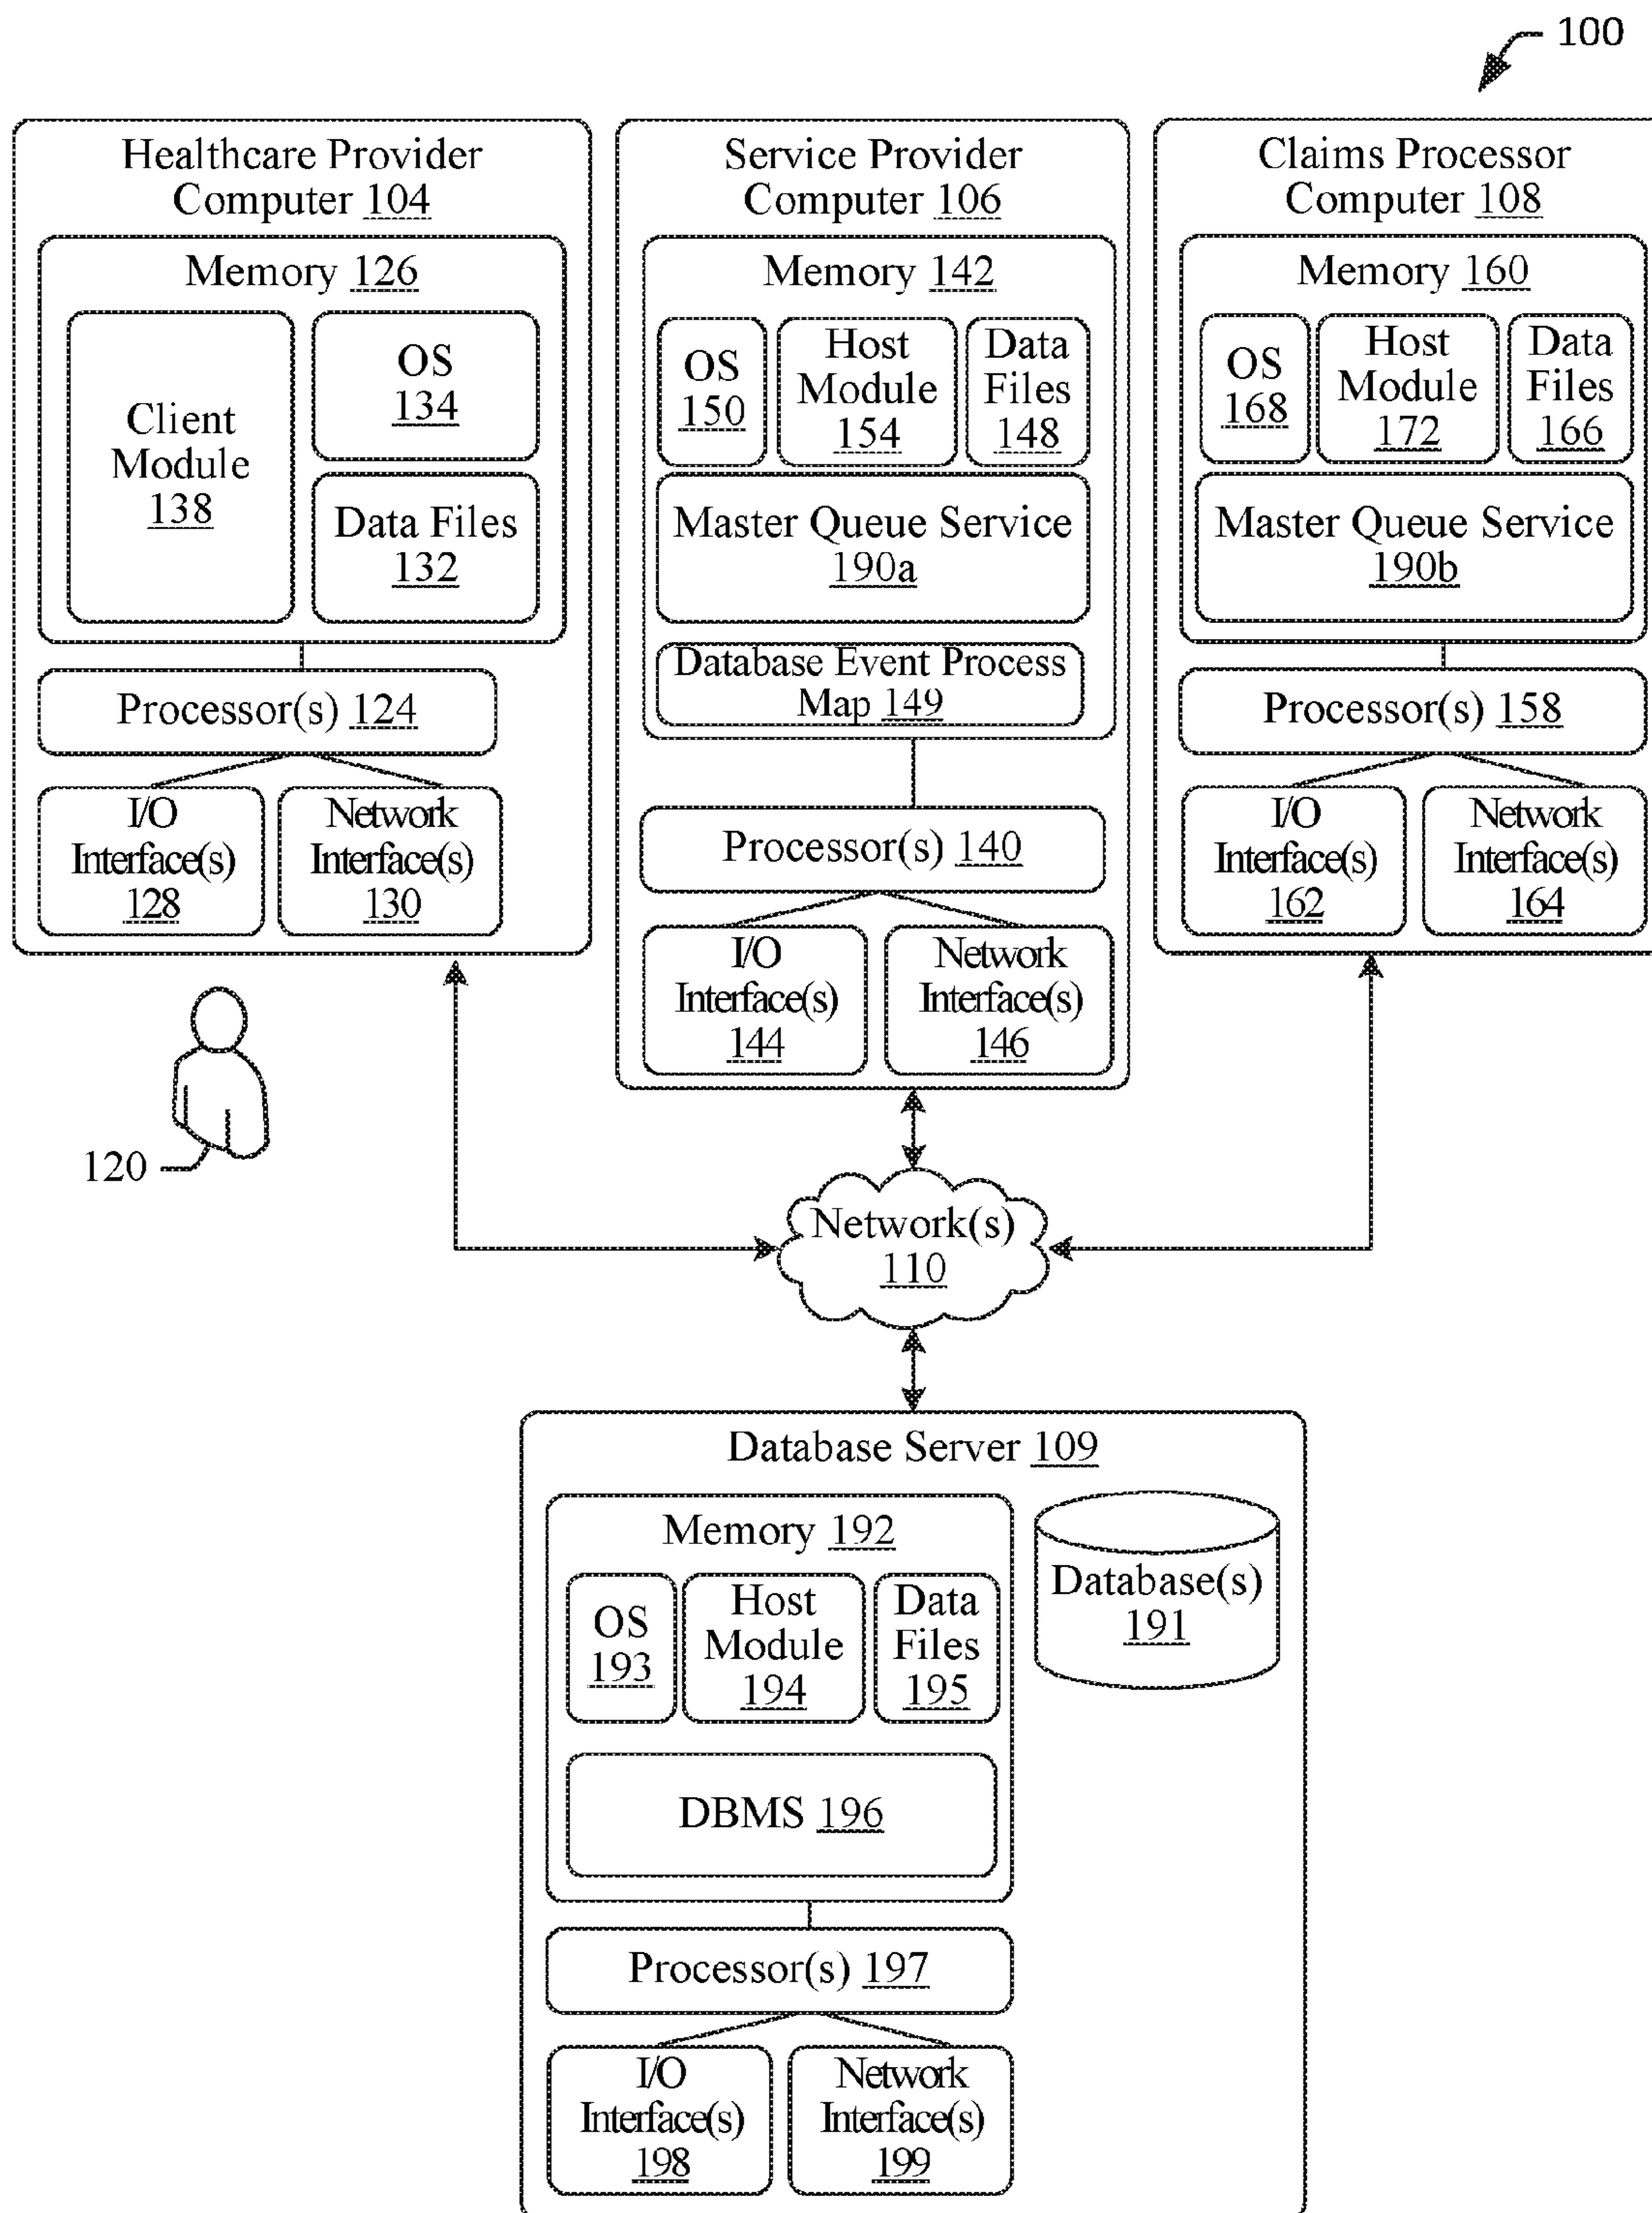 100
Healthcare Provider
Computer 104
Memory 126
Client
Module
138
OS
134
Data Files
132
Processor(s) 124
I/O
Interface(s)
128
Network
Interface(s)
130
120
Service Provider
Computer 106
Memory 142
OS
150
Host
Module
154
Data
Files
148
Master Queue Service
190a
Database Event Process
Map 149
Processor(s) 140
I/O
Interface(s)
144
Network
Interface(s)
146
Claims Processor
Computer 108
Memory 160
OS
168
Host
Module
172
Data
Files
166
Master Queue Service
190b
Processor(s) 158
I/O
Interface(s)
162
Network
Interface(s)
164
Network(s)
110
Database Server 109
Memory 192
OS
193
Host
Module
194
Data
Files
195
DBMS 196
Database(s)
191
Processor(s) 197
I/O
Interface(s)
198
Network
Interface(s)
199